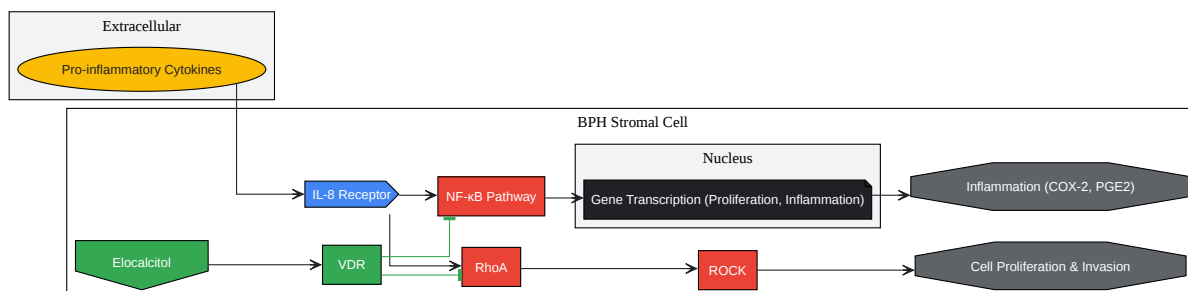 Extracellular
Pro-inflammatory Cytokines
BPH Stromal Cell
Nucleus
IL-8 Receptor
NF-κB Pathway
Gene Transcription (Proliferation, Inflammation)
Inflammation (COX-2, PGE2)
Elocalcitol
VDR
RhoA
ROCK
Cell Proliferation & Invasion